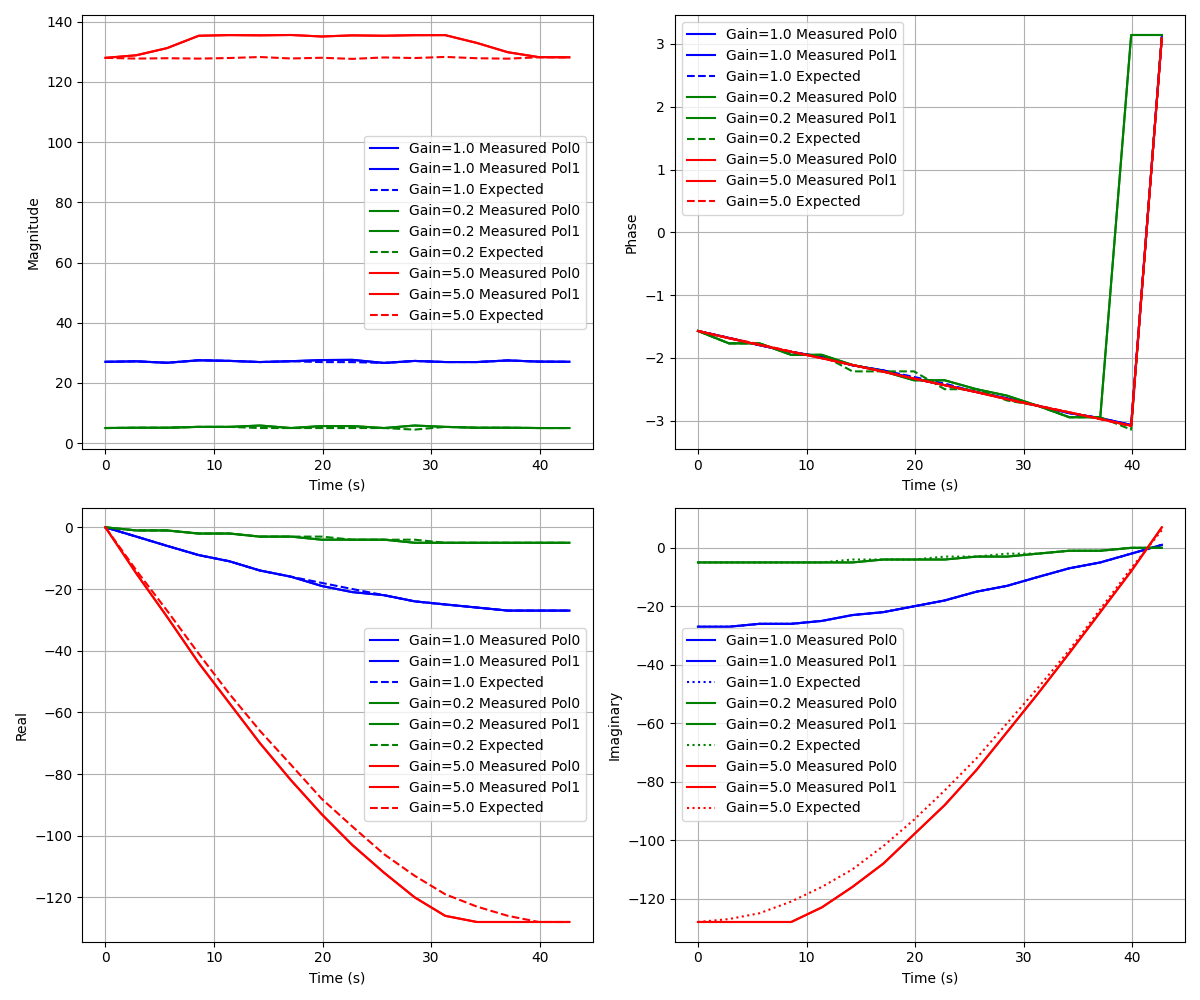 140
120
100
80
60
40
20
0
Magnitude
Gain=1.0 Measured Pol0
Gain=1.0 Measured Pol1
Gain=1.0 Expected
Gain=0.2 Measured Pol0
Gain=0.2 Measured Pol1
Gain=0.2 Expected
Gain=5.0 Measured Pol0
Gain=5.0 Measured Pol1
Gain=5.0 Expected
0 10 20 30 40
Time (s)
3
2
1
0
−1
−2
−3
Phase
Gain=1.0 Measured Pol0
Gain=1.0 Measured Pol1
Gain=1.0 Expected
Gain=0.2 Measured Pol0
Gain=0.2 Measured Pol1
Gain=0.2 Expected
Gain=5.0 Measured Pol0
Gain=5.0 Measured Pol1
Gain=5.0 Expected
0 10 20 30 40
Time (s)
0
−20
−40
−60
−80
−100
−120
Real
Gain=1.0 Measured Pol0
Gain=1.0 Measured Pol1
Gain=1.0 Expected
Gain=0.2 Measured Pol0
Gain=0.2 Measured Pol1
Gain=0.2 Expected
Gain=5.0 Measured Pol0
Gain=5.0 Measured Pol1
Gain=5.0 Expected
0 10 20 30 40
Time (s)
0
−20
−40
−60
−80
−100
−120
Imaginary
Gain=1.0 Measured Pol0
Gain=1.0 Measured Pol1
Gain=1.0 Expected
Gain=0.2 Measured Pol0
Gain=0.2 Measured Pol1
Gain=0.2 Expected
Gain=5.0 Measured Pol0
Gain=5.0 Measured Pol1
Gain=5.0 Expected
0 10 20 30 40
Time (s)